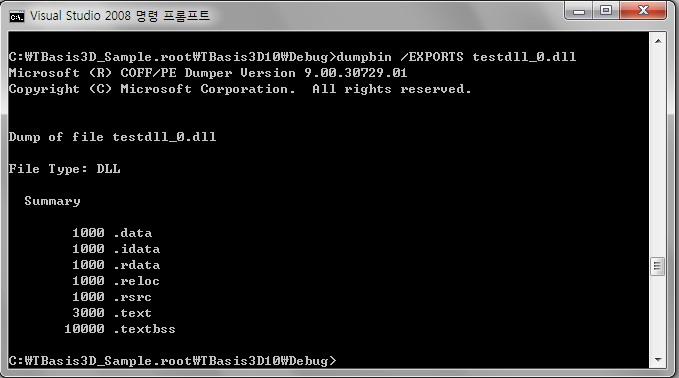 Visual Studio 2008 명령 프롬프트
C:\TBasis3D_Sample.root\TBasis3D10\Debug>dumpbin /EXPORTS testdll_0.dll
Microsoft (R) COFF/PE Dumper Version 9.00.30729.01
Copyright (C) Microsoft Corporation.  All rights reserved.
Dump of file testdll_0.dll
File Type: DLL
Summary
1000 .data
1000 .idata
1000 .rdata
1000 .reloc
1000 .rsrc
3000 .text
10000 .textbss
C:\TBasis3D_Sample.root\TBasis3D10\Debug>